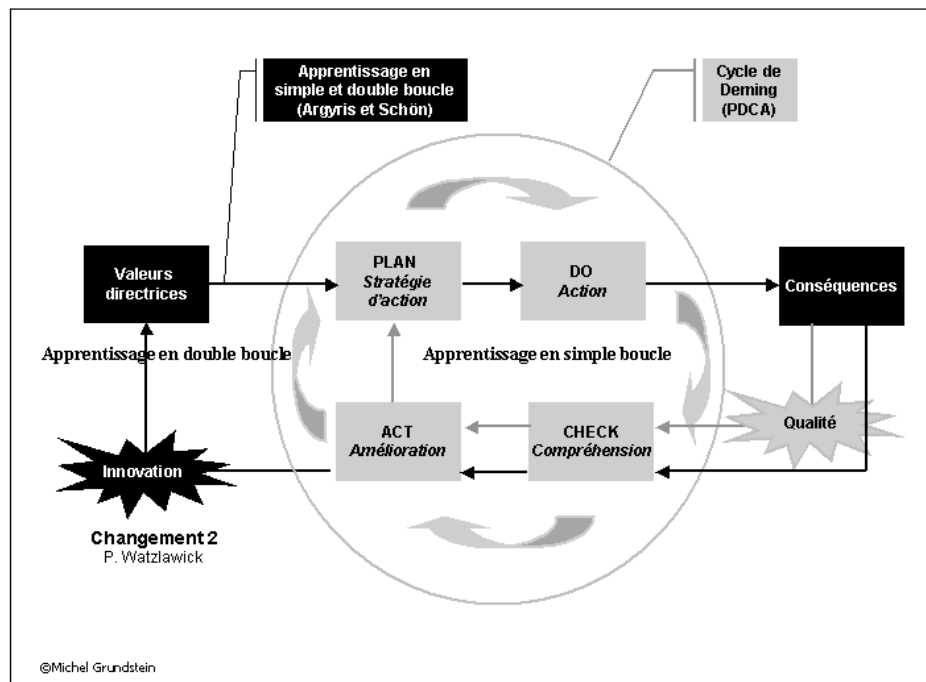 Apprentissage en
simple et double boucle
(Argyris et Schön)
Cycle de
Deming
(PDCA)
Valeurs
directrices
PLAN
Stratégie
d'action
DO
Action
Conséquences
Apprentissage en double boucle
Apprentissage en simple boucle
Innovation
ACT
Amélioration
CHECK
Compréhension
Qualité
Changement 2
P. Watzlawick
©Michel Grundstein